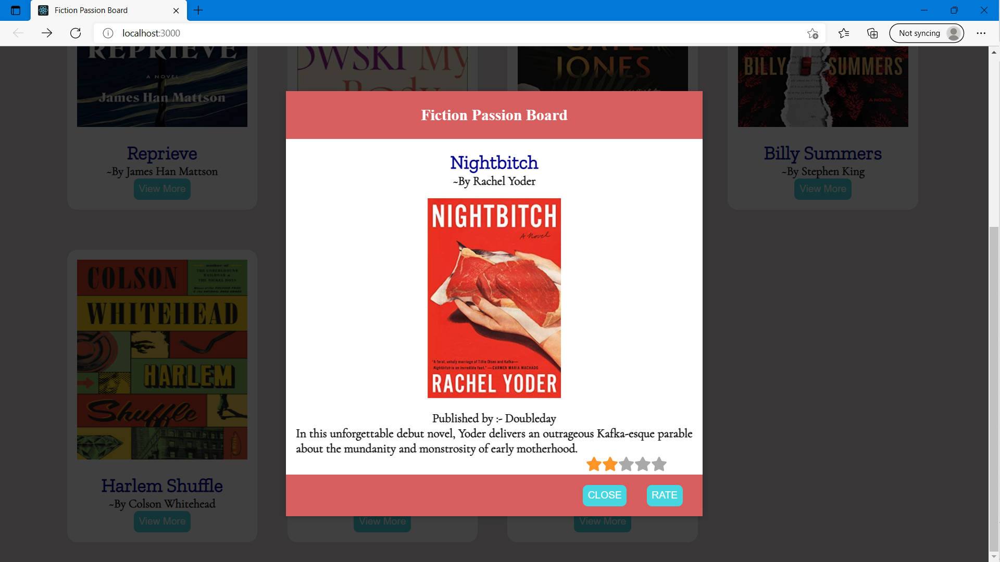 Fiction Passion Board
localhost:3000
Not syncing
REPRIEVE
A NOVEL
James Han Mattson
OWSKI My
Body
JONES
BILLY SUMMERS
A NOVEL
Reprieve
~By James Han Mattson
View More
Billy Summers
~By Stephen King
View More
Fiction Passion Board
Nightbitch
~By Rachel Yoder
NIGHTBITCH
A Novel
"A feral, unholy marriage of Tillie Olsen and Kafka—
Nightbitch is an incredible feat." —CARMEN MARIA MACHADO
RACHEL YODER
Published by :- Doubleday
In this unforgettable debut novel, Yoder delivers an outrageous Kafka-esque parable
about the mundanity and monstrosity of early motherhood.
CLOSE
RATE
COLSON
author of
THE UNDERGROUND
RAILROAD &
THE NICKEL BOYS
Winner of the PULITZER PRIZE
& the NATIONAL BOOK AWARD
WHITEHEAD
HARLEM
Shuffle
A NOVEL
Harlem Shuffle
~By Colson Whitehead
View More
View More
View More